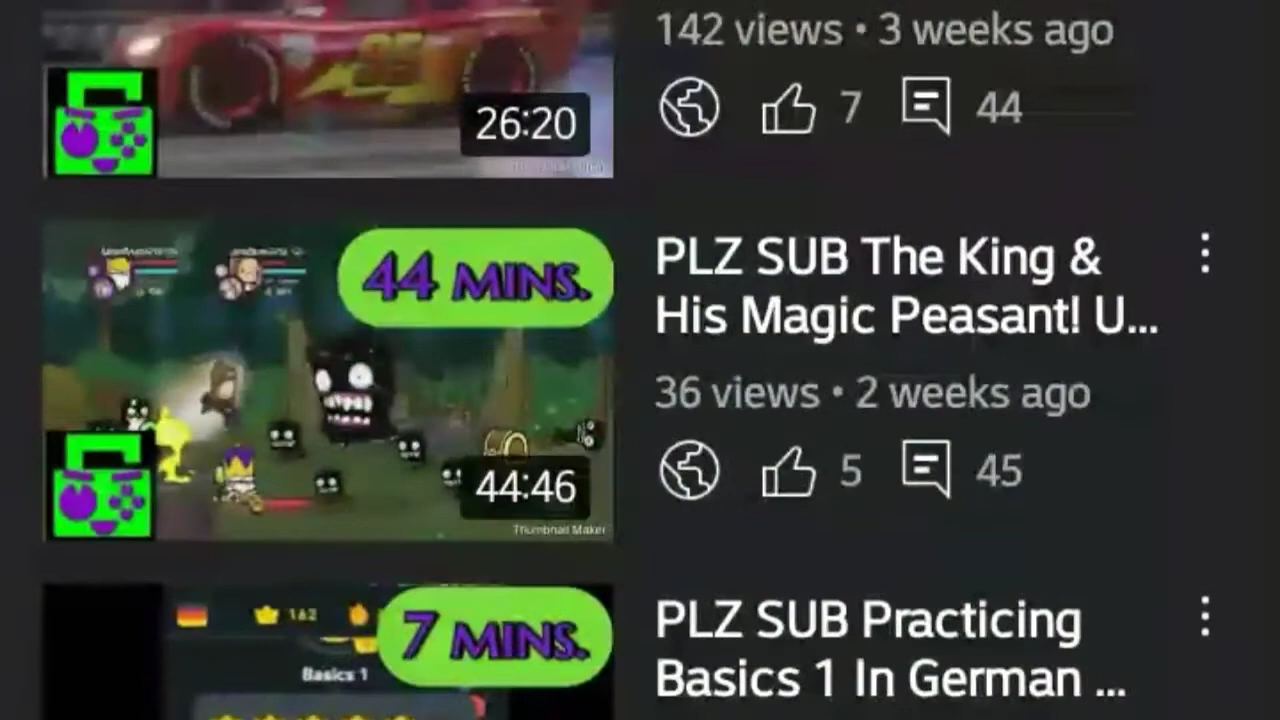 142 views • 3 weeks ago
95
26:20
7
44
44 MINS.
PLZ SUB The King &
His Magic Peasant! U...
36 views • 2 weeks ago
44:46
5
45
Thumbnail Maker
162
7 MINS.
Basics 1
PLZ SUB Practicing
Basics 1 In German ...